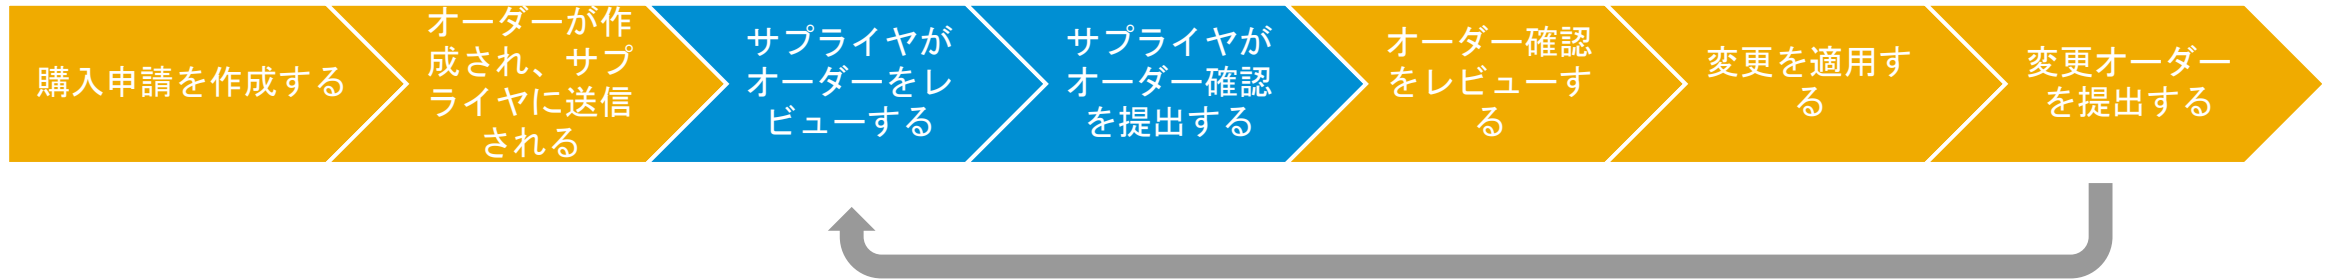 購入申請を作成する
オーダーが作
成され、サプ
ライヤに送信
される
サプライヤが
オーダーをレ
ビューする
サプライヤが
オーダー確認
を提出する
オーダー確認
をレビューす
る
変更を適用す
る
変更オーダー
を提出する